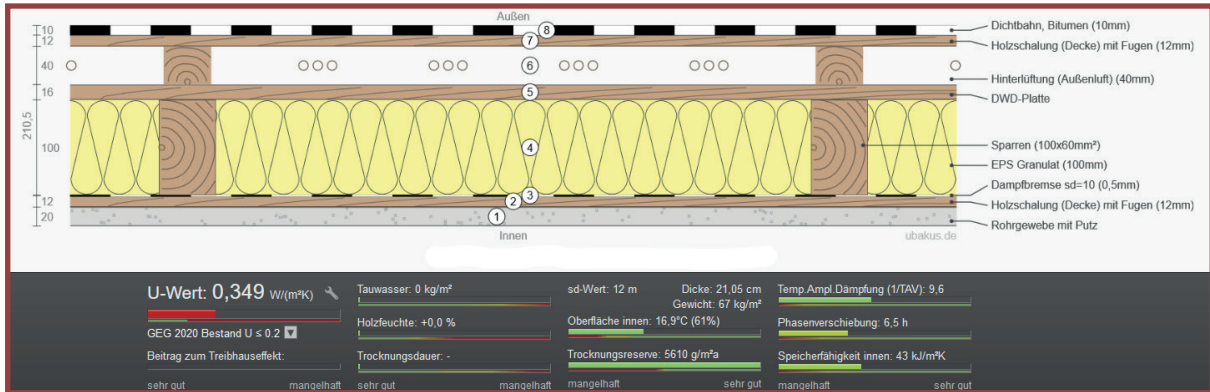 Außen
10
12
40
16
100
12
20
210,5
8
7
6
5
4
3
2
1
Dichtbahn, Bitumen (10mm)
Holzschalung (Decke) mit Fugen (12mm)
Hinterlüftung (Außenluft) (40mm)
DWD-Platte
Sparren (100x60mm²)
EPS Granulat (100mm)
Dampfbremse sd=10 (0,5mm)
Holzschalung (Decke) mit Fugen (12mm)
Rohrgewebe mit Putz
Innen
ubakus.de
U-Wert: 0,349 W/(m²K)
GEG 2020 Bestand U ≤ 0.2
Beitrag zum Treibhauseffekt:
sehr gut mangelhaft
Tauwasser: 0 kg/m²
Holzfeuchte: +0,0 %
Trocknungsdauer: -
sehr gut mangelhaft
sd-Wert: 12 m Dicke: 21,05 cm
Gewicht: 67 kg/m²
Oberfläche innen: 16,9°C (61%)
Trocknungsreserve: 5610 g/m²a
mangelhaft sehr gut
Temp.Ampl.Dämpfung (1/TAV): 9,6
Phasenverschiebung: 6,5 h
Speicherfähigkeit innen: 43 kJ/m²K
mangelhaft sehr gut